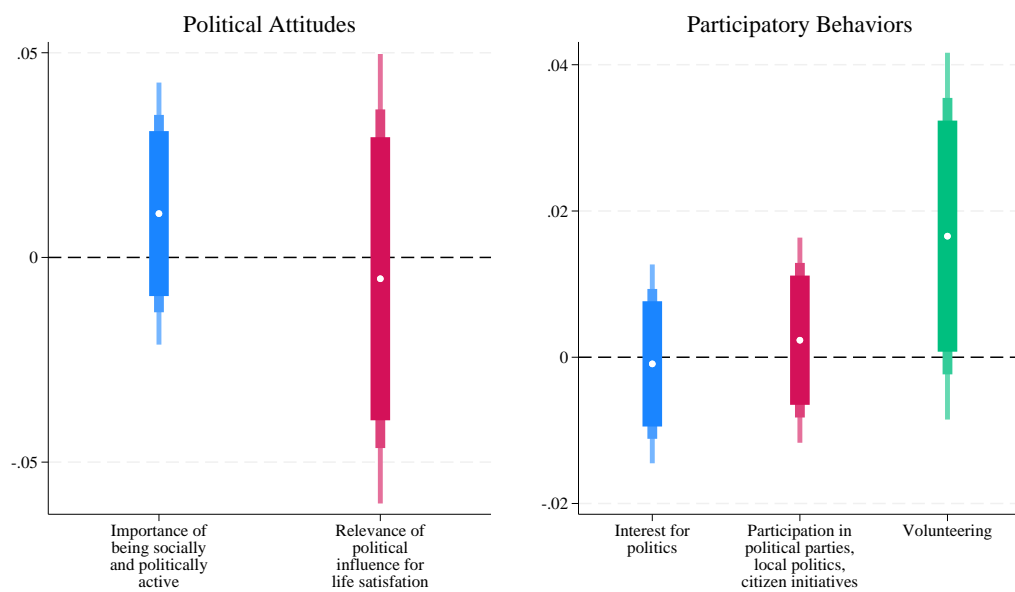 Political Attitudes
.05
0
-.05
Importance of
being socially
and politically
active
Relevance of
political
influence for
life satisfaction
Participatory Behaviors
.04
.02
0
-.02
Interest for
politics
Participation in
political parties,
local politics,
citizen initiatives
Volunteering